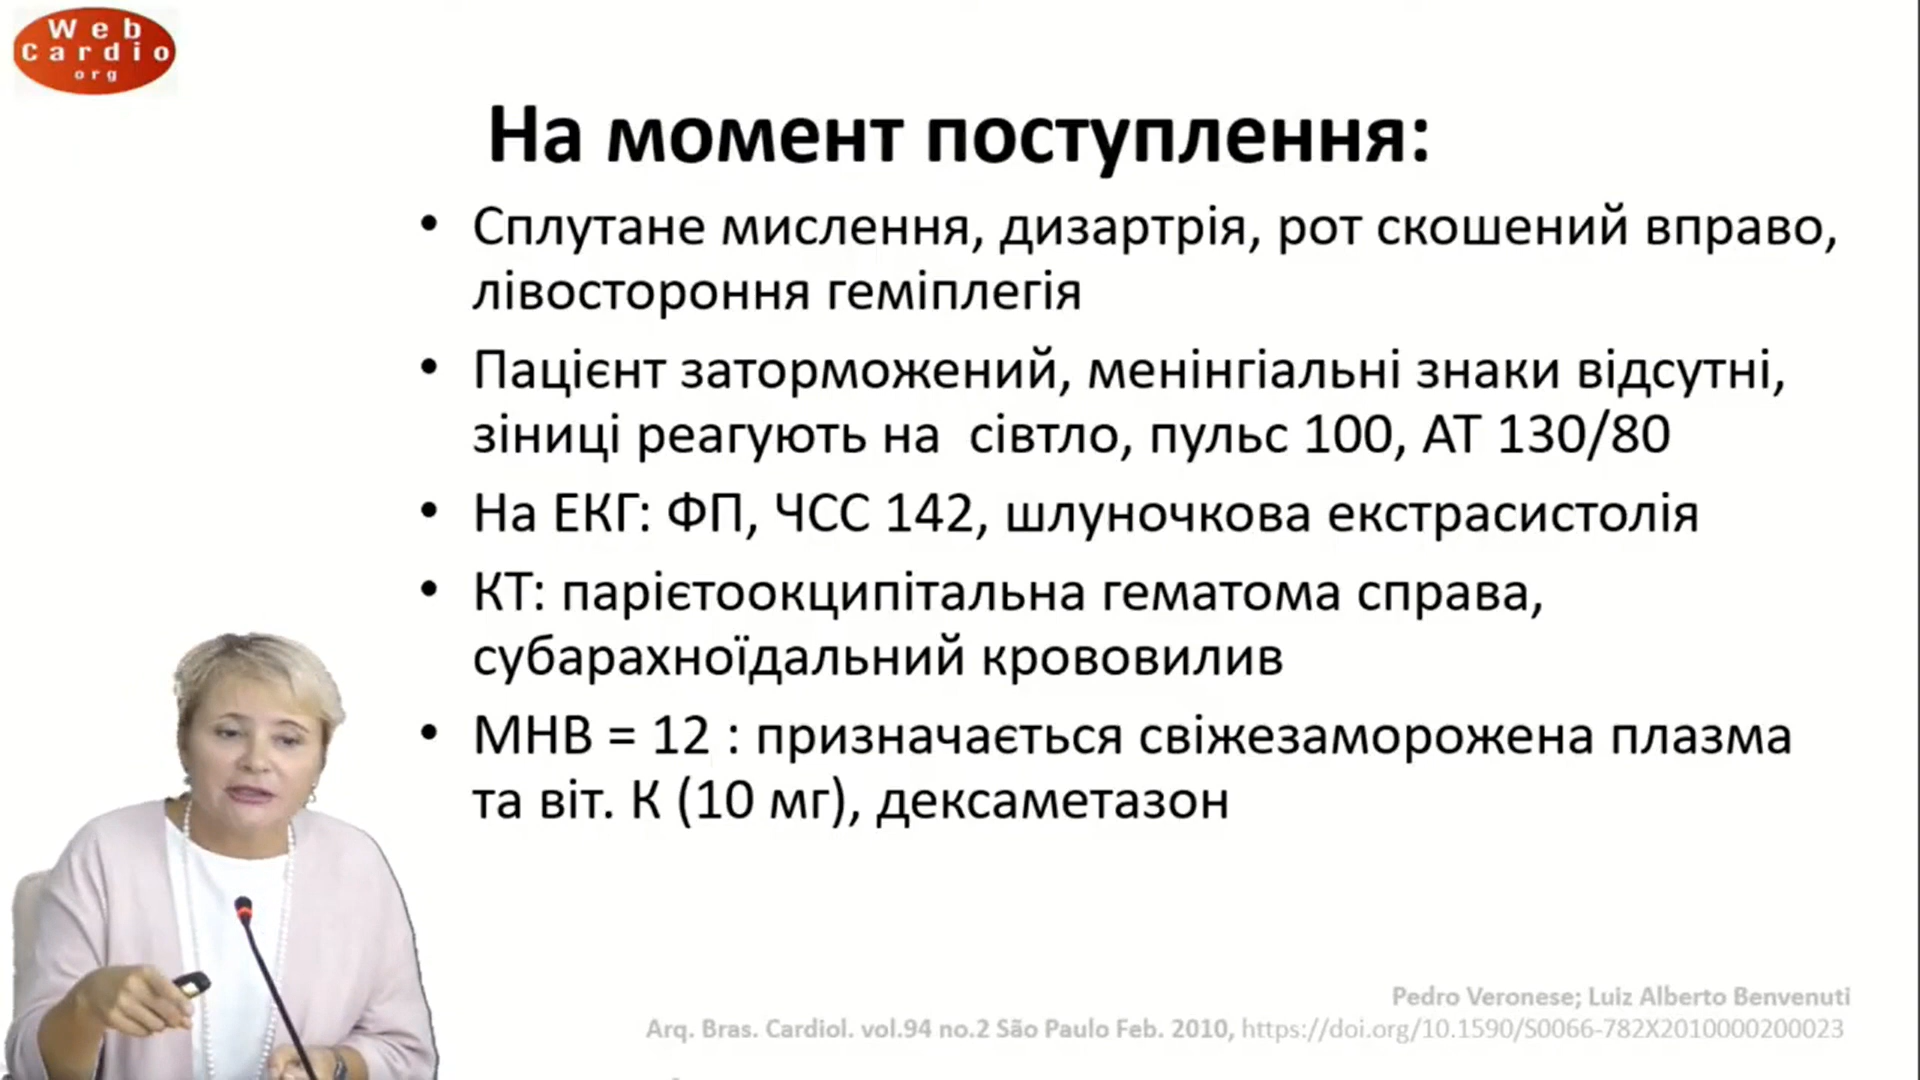 Web
Cardio
org
На момент поступлення:
• Сплутане мислення, дизартрія, рот скошений вправо,
лівостороння геміплегія
• Пацієнт заторможений, менінгіальні знаки відсутні,
зіниці реагують на сівтло, пульс 100, АТ 130/80
• На ЕКГ: ФП, ЧСС 142, шлуночкова екстрасистолія
• КТ: парієтоокципітальна гематома справа,
субарахноїдальний крововилив
• МНВ = 12 : призначається свіжезаморожена плазма
та віт. К (10 мг), дексаметазон
Pedro Veronese; Luiz Alberto Benvenuti
Arq. Bras. Cardiol. vol.94 no.2 São Paulo Feb. 2010, https://doi.org/10.1590/S0066-782X2010000200023